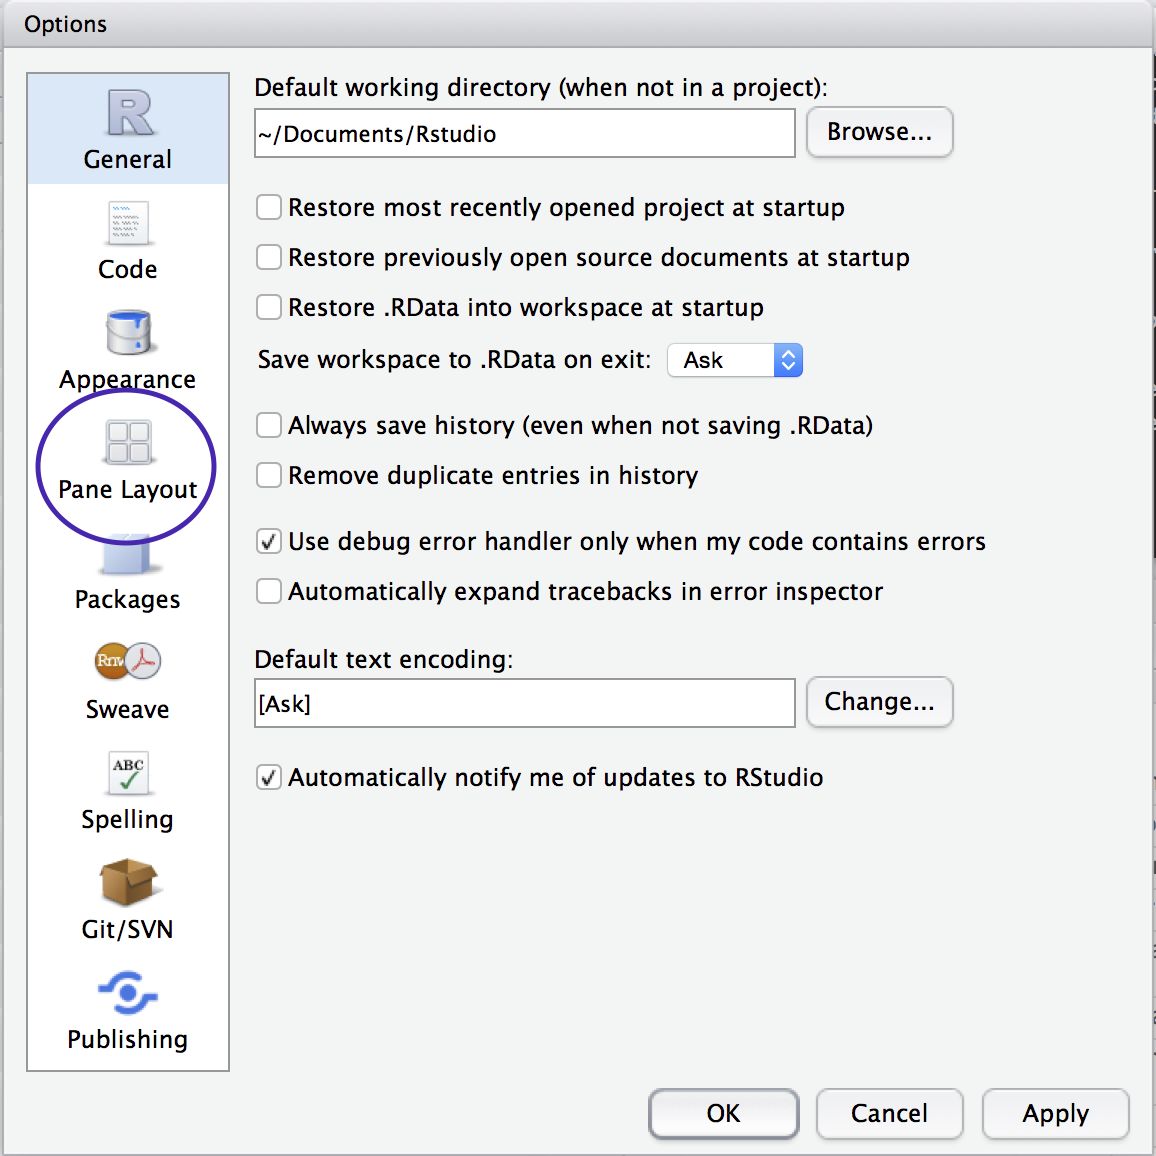 Options
R
General
Code
Appearance
Pane Layout
Packages
Rnw
Sweave
ABC
Spelling
Git/SVN
Publishing
Default working directory (when not in a project):
~/Documents/Rstudio
Browse...
Restore most recently opened project at startup
Restore previously open source documents at startup
Restore .RData into workspace at startup
Save workspace to .RData on exit: Ask
Always save history (even when not saving .RData)
Remove duplicate entries in history
Use debug error handler only when my code contains errors
Automatically expand tracebacks in error inspector
Default text encoding:
[Ask]
Change...
Automatically notify me of updates to RStudio
OK Cancel Apply